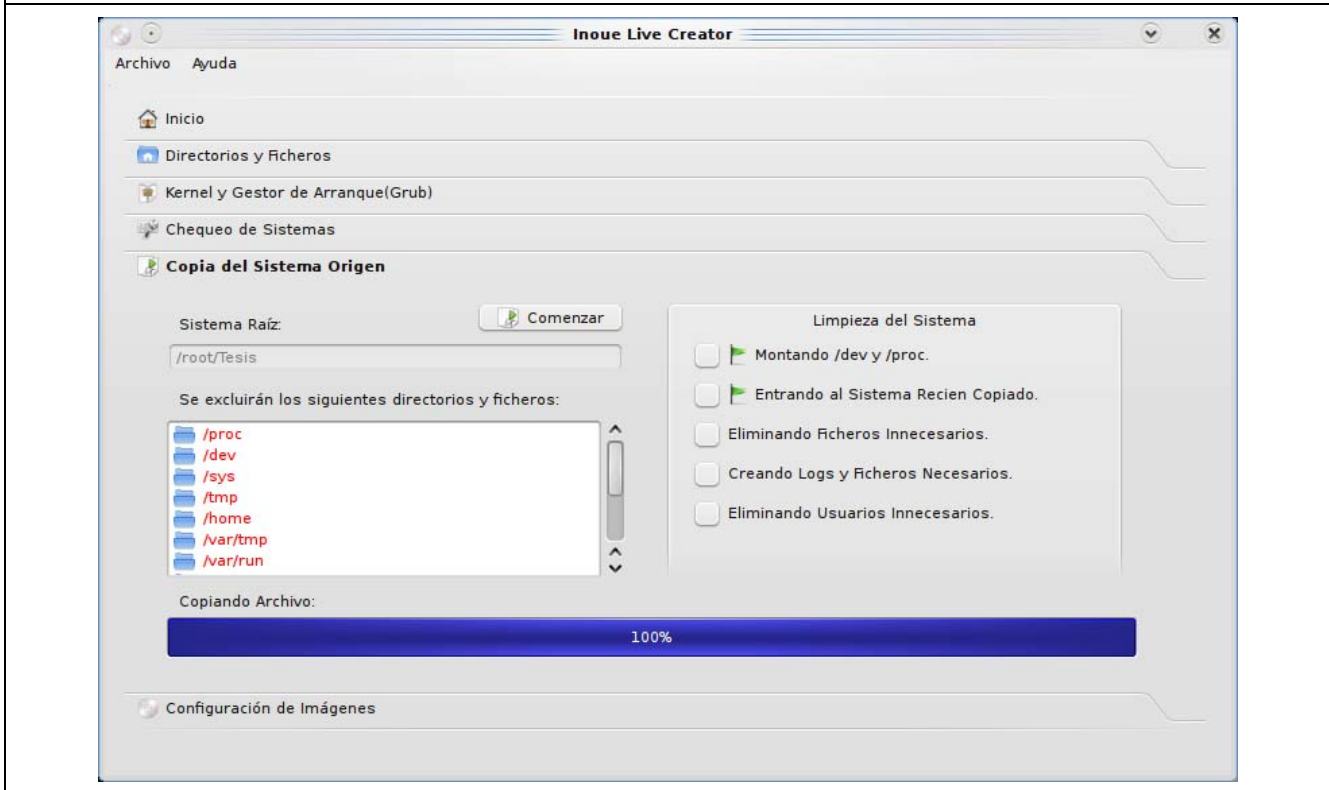 Inoue Live Creator
Archivo Ayuda
Inicio
Directorios y Ficheros
Kernel y Gestor de Arranque(Grub)
Chequeo de Sistemas
Copia del Sistema Origen
Sistema Raíz:
Comenzar
/root/Tesis
Se excluirán los siguientes directorios y ficheros:
/proc
/dev
/sys
/tmp
/home
/var/tmp
/var/run
Limpieza del Sistema
Montando /dev y /proc.
Entrando al Sistema Recien Copiado.
Eliminando Ficheros Innecesarios.
Creando Logs y Ficheros Necesarios.
Eliminando Usuarios Innecesarios.
Copiando Archivo:
100%
Configuración de Imágenes